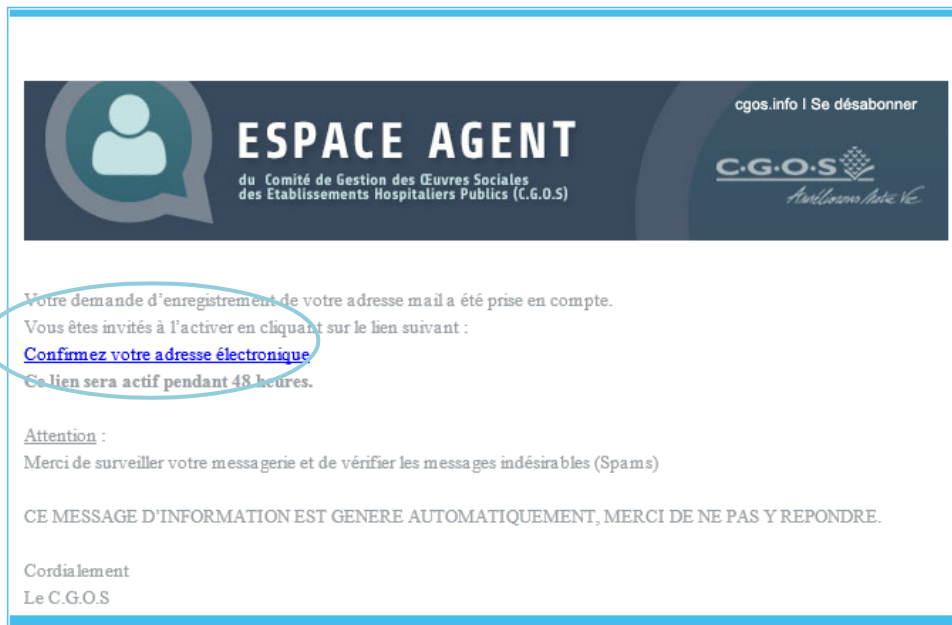 cgos.info I Se désabonner
ESPACE AGENT
du Comité de Gestion des Œuvres Sociales
des Etablissements Hospitaliers Publics (C.G.O.S)
C·G·O·S
Améliorons Notre Vie
Votre demande d'enregistrement de votre adresse mail a été prise en compte.
Vous êtes invités à l'activer en cliquant sur le lien suivant :
Confirmez votre adresse électronique
Ce lien sera actif pendant 48 heures.
Attention :
Merci de surveiller votre messagerie et de vérifier les messages indésirables (Spams)
CE MESSAGE D'INFORMATION EST GENERE AUTOMATIQUEMENT, MERCI DE NE PAS Y REPONDRE.
Cordialement
Le C.G.O.S